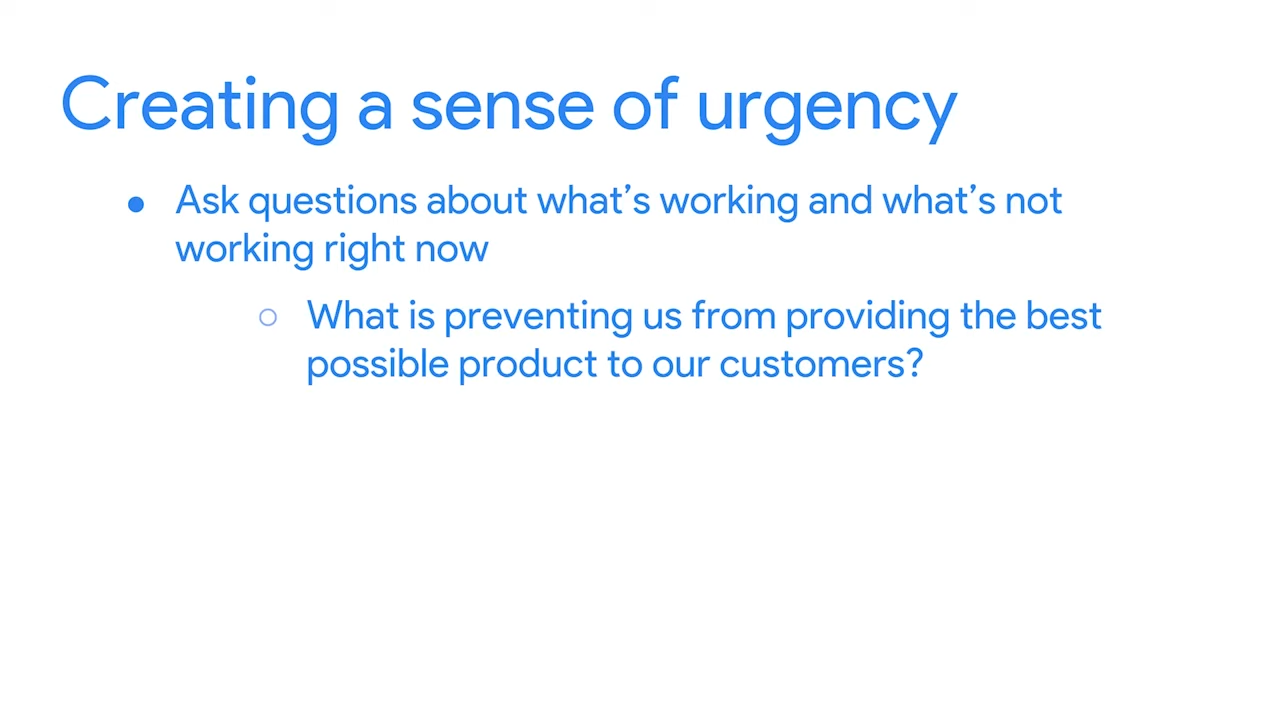 Creating a sense of urgency
● Ask questions about what’s working and what’s not
working right now
○ What is preventing us from providing the best
possible product to our customers?